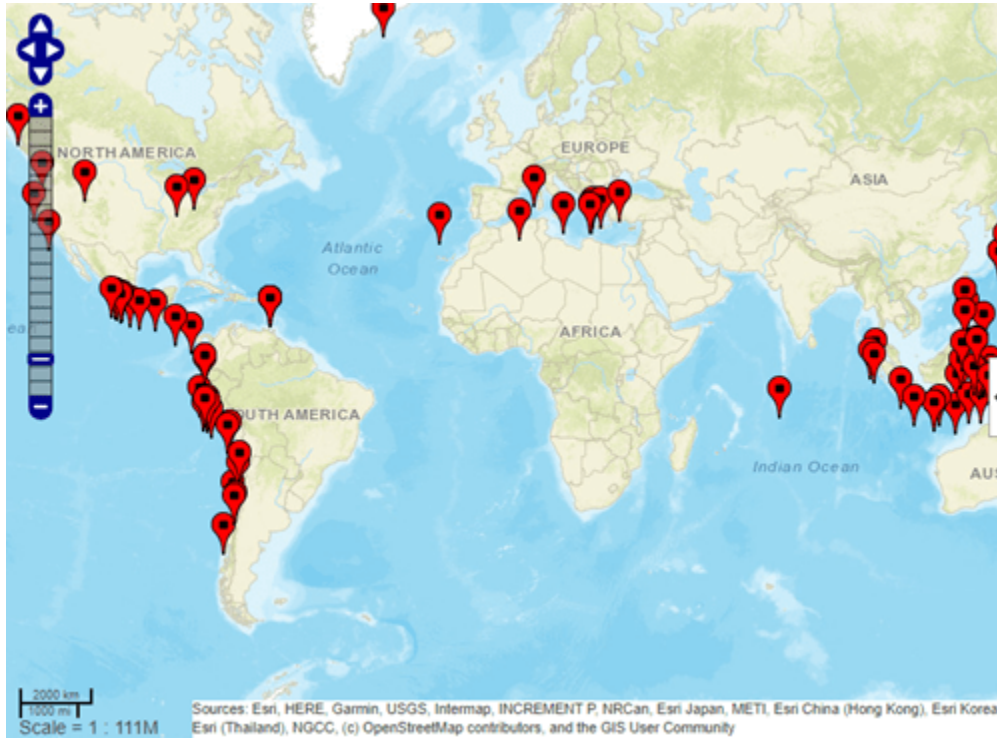 NORTH AMERICA
EUROPE
ASIA
Atlantic
Ocean
AFRICA
OUTH AMERICA
Indian Ocean
AUS
2000 km
1000 mi
Scale = 1 : 111M
Sources: Esri, HERE, Garmin, USGS, Intermap, INCREMENT P, NRCan, Esri Japan, METI, Esri China (Hong Kong), Esri Korea
Esri (Thailand), NGCC, (c) OpenStreetMap contributors, and the GIS User Community